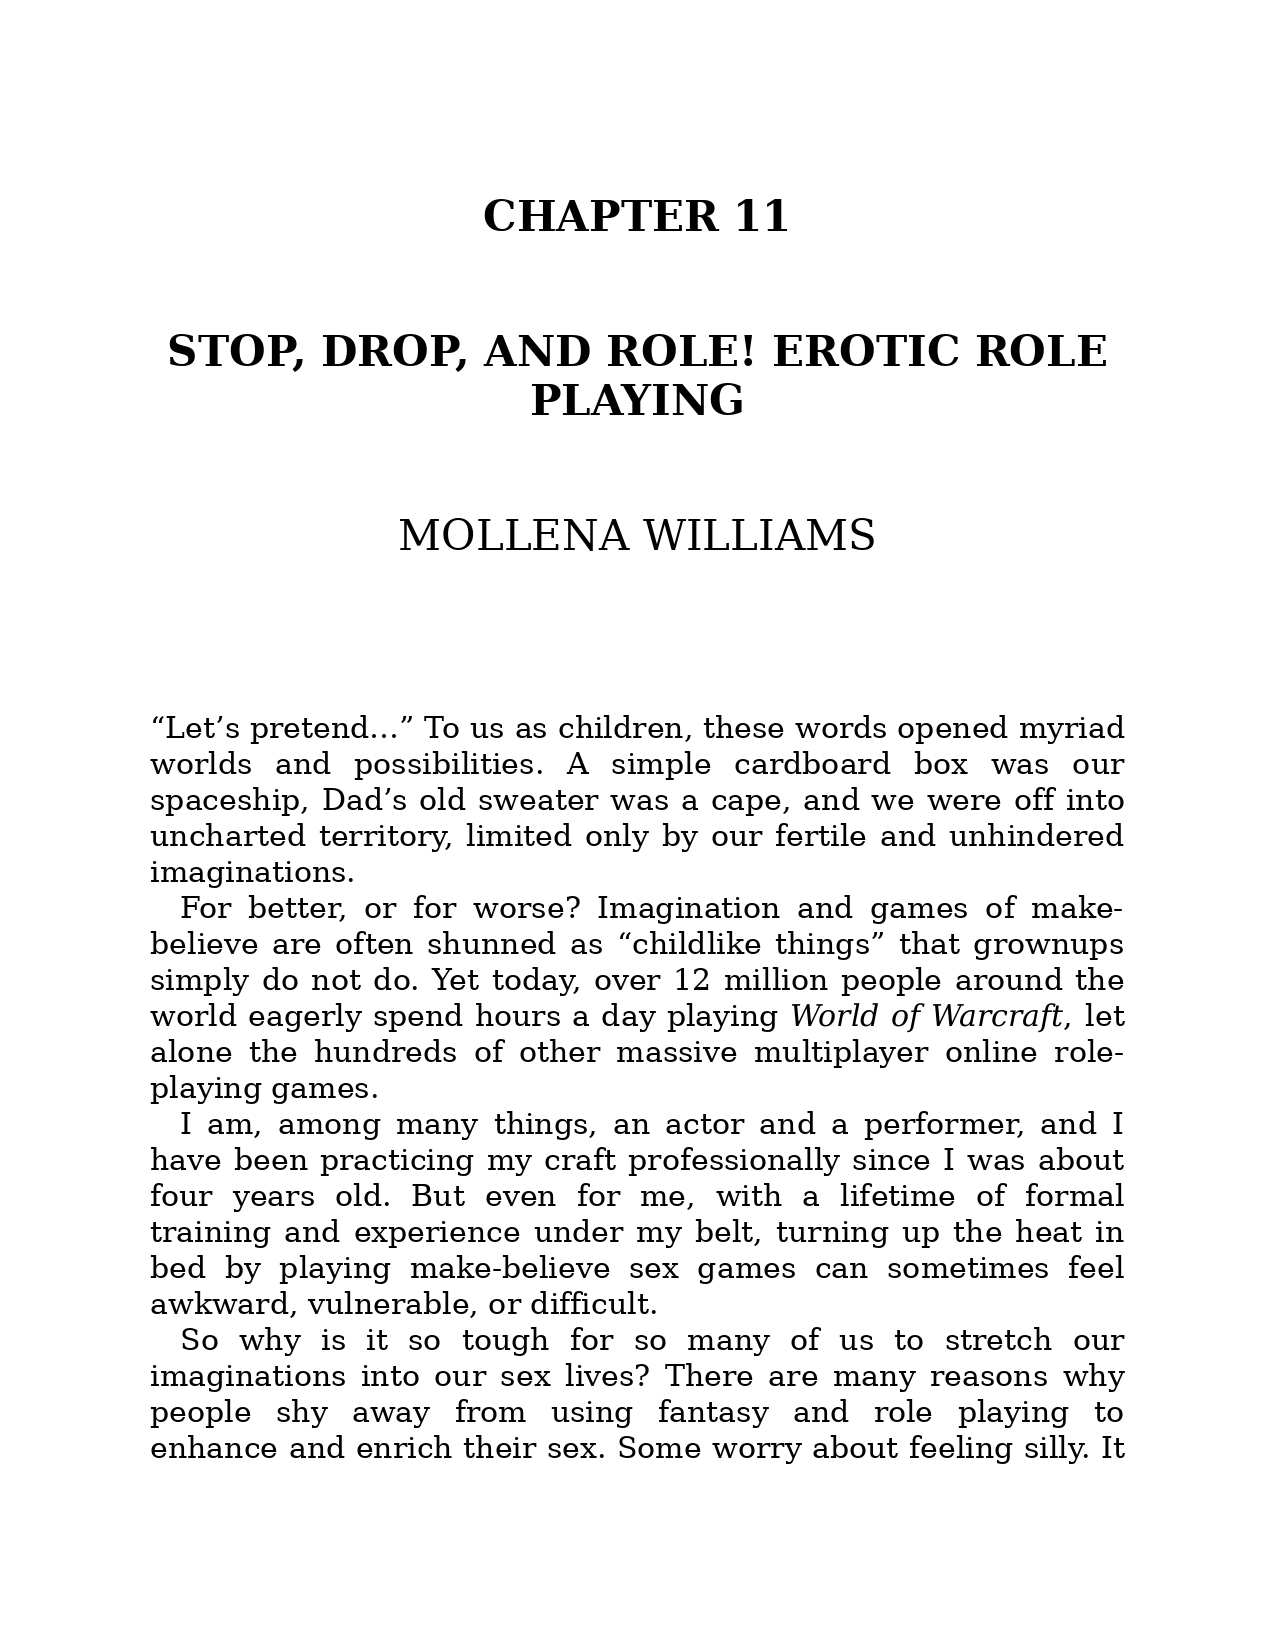 CHAPTER 11
STOP, DROP, AND ROLE! EROTIC ROLE
PLAYING
MOLLENA WILLIAMS
“Let’s pretend…” To us as children, these words opened myriad
worlds and possibilities. A simple cardboard box was our
spaceship, Dad’s old sweater was a cape, and we were off into
uncharted territory, limited only by our fertile and unhindered
imaginations.
For better, or for worse? Imagination and games of make-
believe are often shunned as “childlike things” that grownups
simply do not do. Yet today, over 12 million people around the
world eagerly spend hours a day playing World of Warcraft, let
alone the hundreds of other massive multiplayer online role-
playing games.
I am, among many things, an actor and a performer, and I
have been practicing my craft professionally since I was about
four years old. But even for me, with a lifetime of formal
training and experience under my belt, turning up the heat in
bed by playing make-believe sex games can sometimes feel
awkward, vulnerable, or difficult.
So why is it so tough for so many of us to stretch our
imaginations into our sex lives? There are many reasons why
people shy away from using fantasy and role playing to
enhance and enrich their sex. Some worry about feeling silly. It